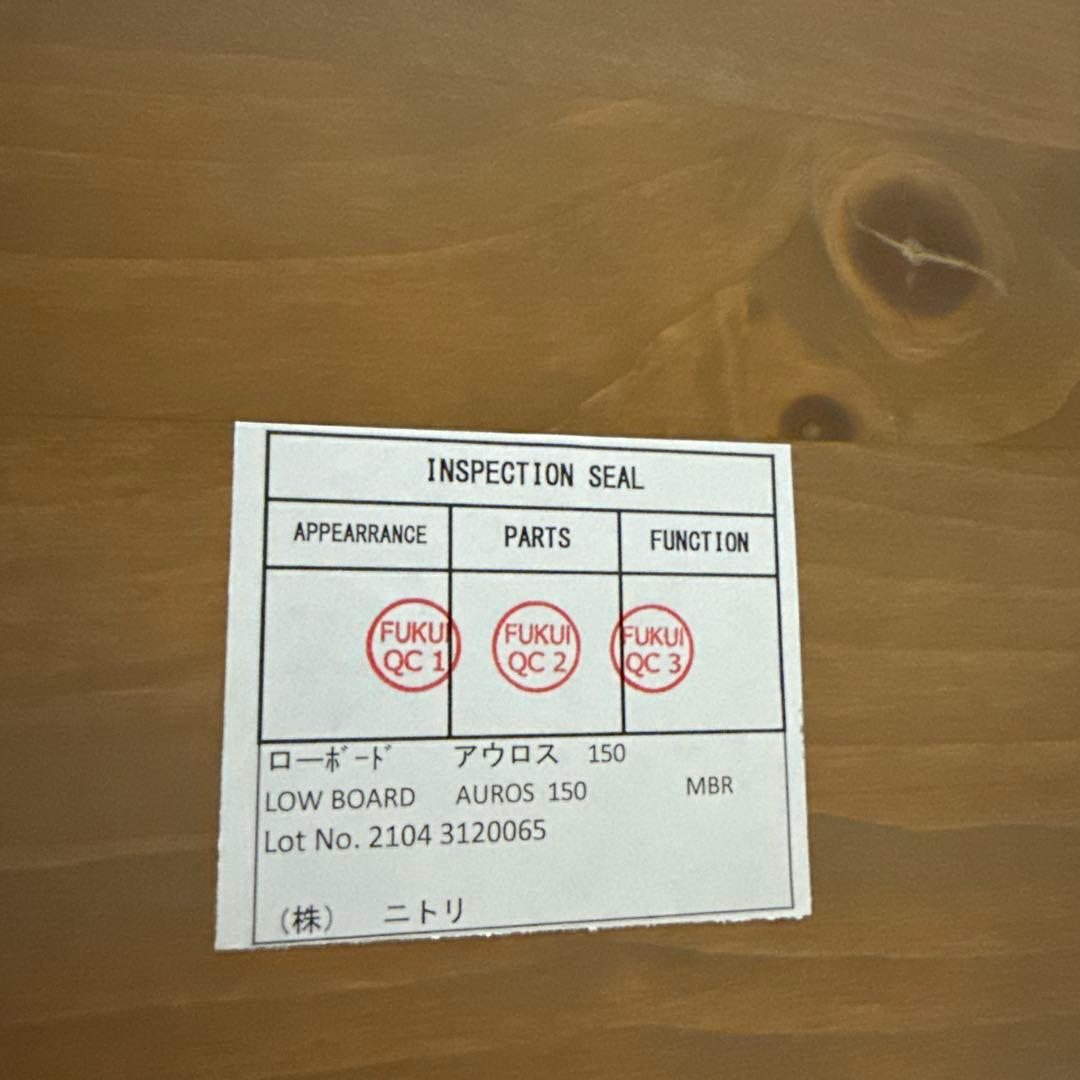 INSPECTION SEAL
APPEARRANCE PARTS FUNCTION
FUKUI QC 1 FUKUI QC 2 FUKUI QC 3
ローボード アウロス 150
LOW BOARD AUROS 150 MBR
Lot No. 2104 3120065
(株) ニトリ